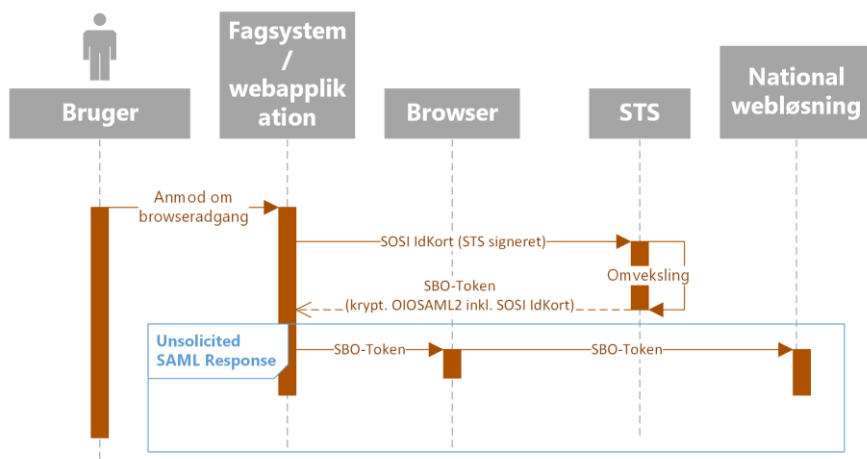 Fagsystem
/
webapplik
ation
National
webløsning
Bruger
Browser
STS
Anmod om
browseradgang
SOSI IdKort (STS signeret)
Omveksling
SBO-Token
(krypt. OIOSAML2 inkl. SOSI IdKort)
Unsolicited
SAML Response
SBO-Token
SBO-Token